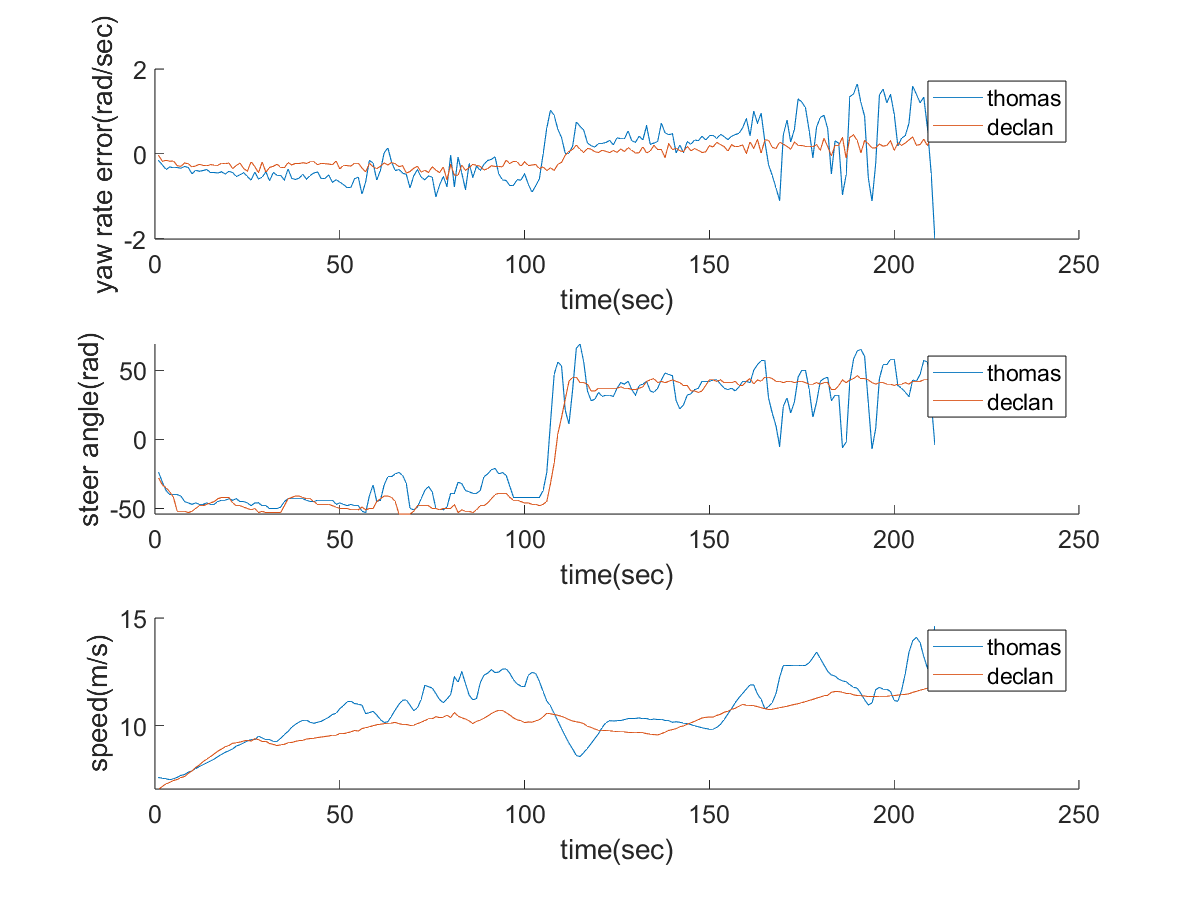 yaw rate error(rad/sec)
2
0
-2
0 50 100 150 200 250
time(sec)
thomas
declan
steer angle(rad)
50
0
-50
0 50 100 150 200 250
time(sec)
thomas
declan
speed(m/s)
15
10
0 50 100 150 200 250
time(sec)
thomas
declan